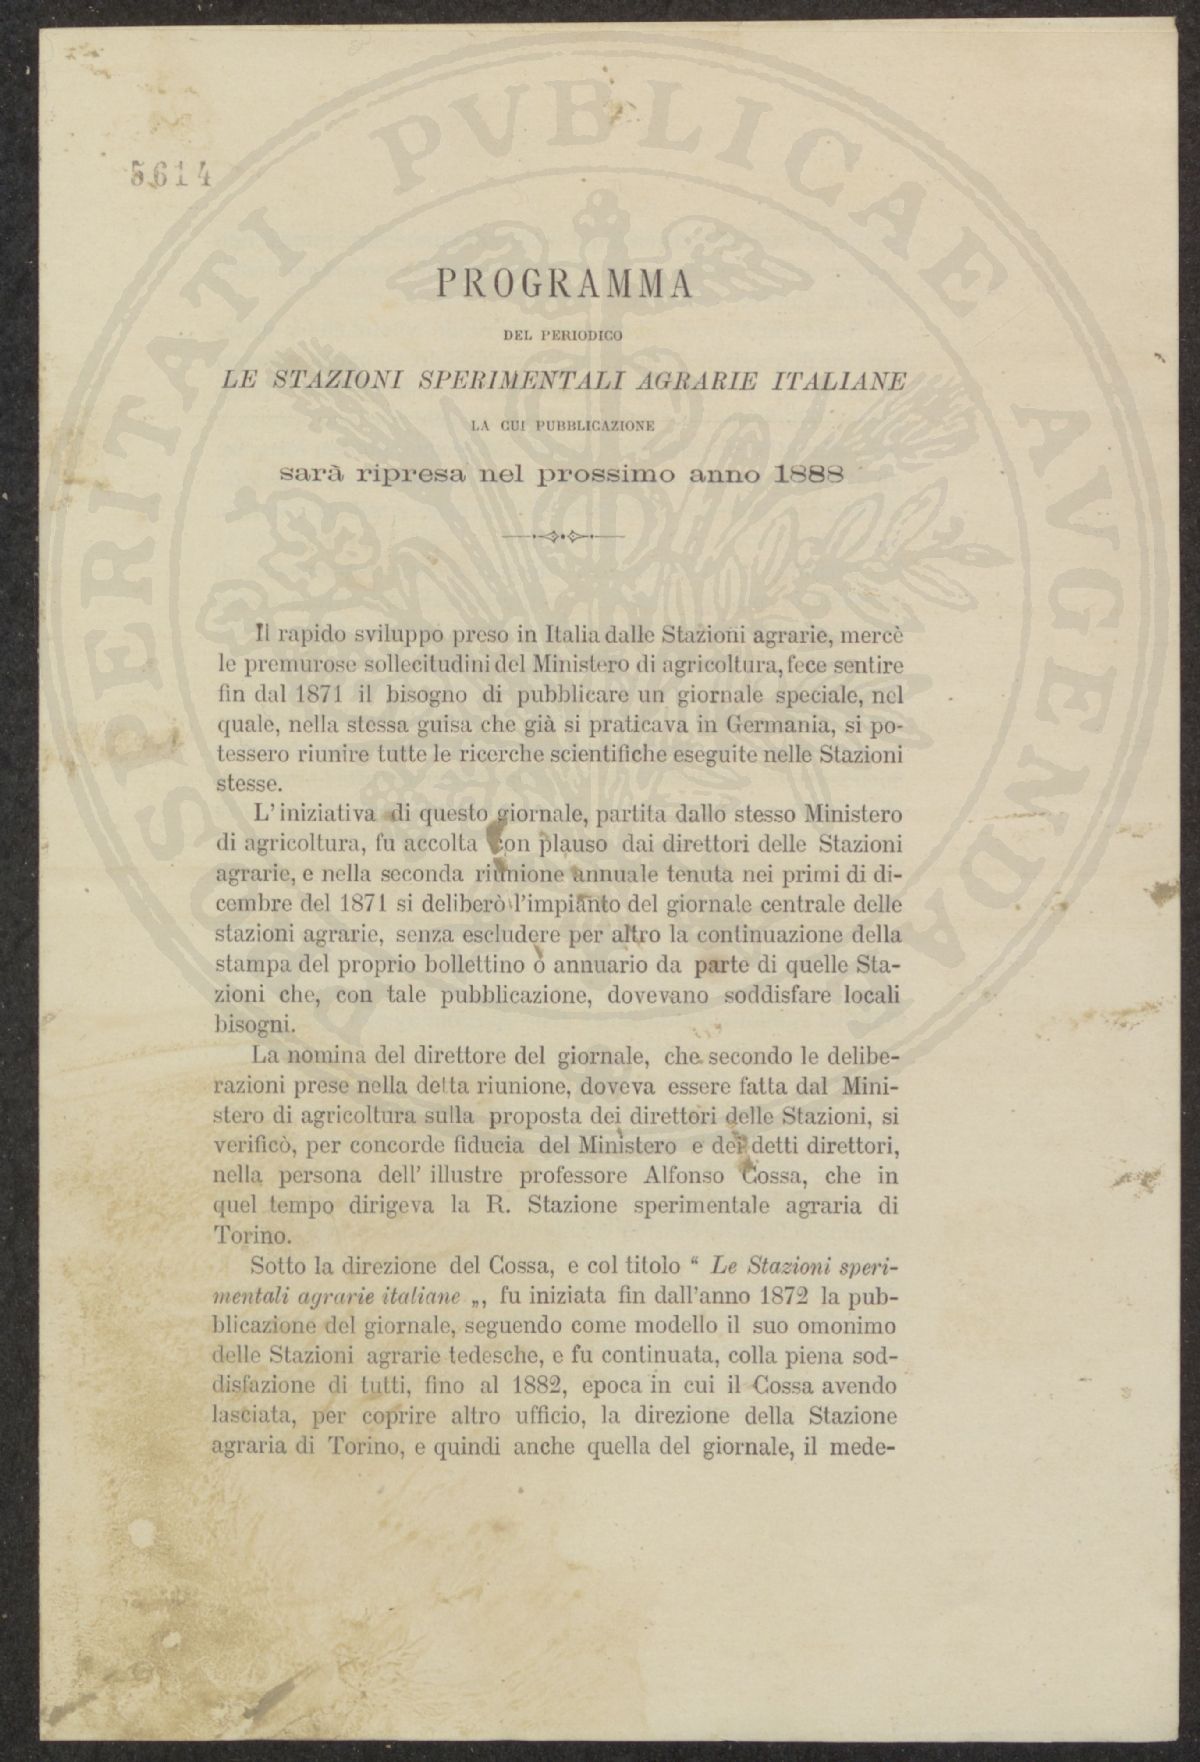 5614
PROGRAMMA
DEL PERIODICO
LE STAZIONI SPERIMENTALI AGRARIE ITALIANE
LA CUI PUBBLICAZIONE
sarà ripresa nel prossimo anno 1888
Il rapido sviluppo preso in Italia dalle Stazioni agrarie, mercè
le premurose sollecitudini del Ministero di agricoltura, fece sentire
fin dal 1871 il bisogno di pubblicare un giornale speciale, nel
quale, nella stessa guisa che già si praticava in Germania, si po-
tessero riunire tutte le ricerche scientifiche eseguite nelle Stazioni
stesse.
L'iniziativa di questo giornale, partita dallo stesso Ministero
di agricoltura, fu accolta con plauso dai direttori delle Stazioni
agrarie, e nella seconda riunione annuale tenuta nei primi di di-
cembre del 1871 si deliberò l'impianto del giornale centrale delle
stazioni agrarie, senza escludere per altro la continuazione della
stampa del proprio bollettino o annuario da parte di quelle Sta-
zioni che, con tale pubblicazione, dovevano soddisfare locali
bisogni.
La nomina del direttore del giornale, che secondo le delibe-
razioni prese nella detta riunione, doveva essere fatta dal Mini-
stero di agricoltura sulla proposta dei direttori delle Stazioni, si
verificò, per concorde fiducia del Ministero e dei detti direttori,
nella persona dell' illustre professore Alfonso Cossa, che in
quel tempo dirigeva la R. Stazione sperimentale agraria di
Torino.
Sotto la direzione del Cossa, e col titolo “ Le Stazioni speri-
mentali agrarie italiane „, fu iniziata fin dall'anno 1872 la pub-
blicazione del giornale, seguendo come modello il suo omonimo
delle Stazioni agrarie tedesche, e fu continuata, colla piena sod-
disfazione di tutti, fino al 1882, epoca in cui il Cossa avendo
lasciata, per coprire altro ufficio, la direzione della Stazione
agraria di Torino, e quindi anche quella del giornale, il mede-
PROSPERITATI PVBLICAE AVGENDAE